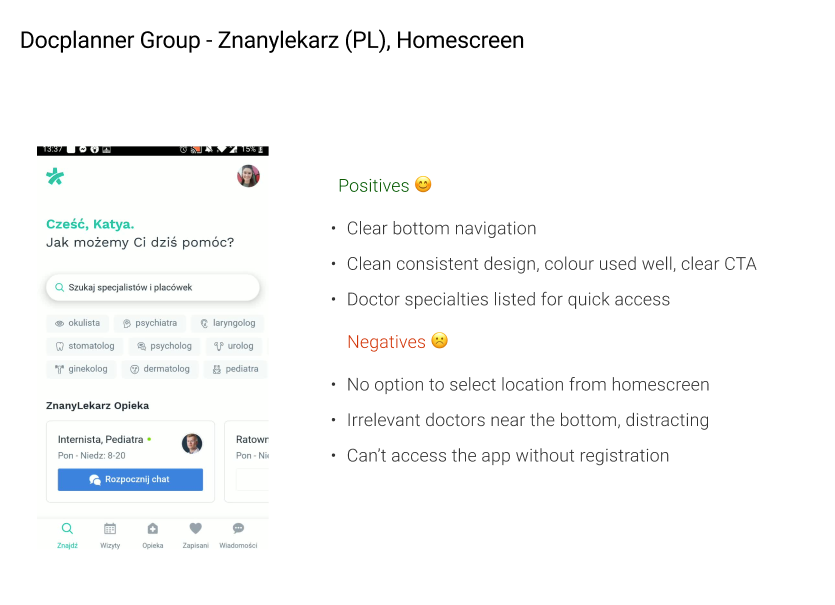 Docplanner Group - Znanylekarz (PL), Homescreen
13:37
15%
Cześć, Katya.
Jak możemy Ci dziś pomóc?
Szukaj specjalistów i placówek
okulista psychiatra laryngolog
stomatolog psycholog urolog
ginekolog dermatolog pediatra
ZnanyLekarz Opieka
Internista, Pediatra
Pon - Niedz: 8-20
Rozpocznij chat
Ratown
Pon - Nie
Znajdź Wizyty Opieka Zapisani Wiadomości
Positives 😊
• Clear bottom navigation
• Clean consistent design, colour used well, clear CTA
• Doctor specialties listed for quick access
Negatives ☹️
• No option to select location from homescreen
• Irrelevant doctors near the bottom, distracting
• Can’t access the app without registration